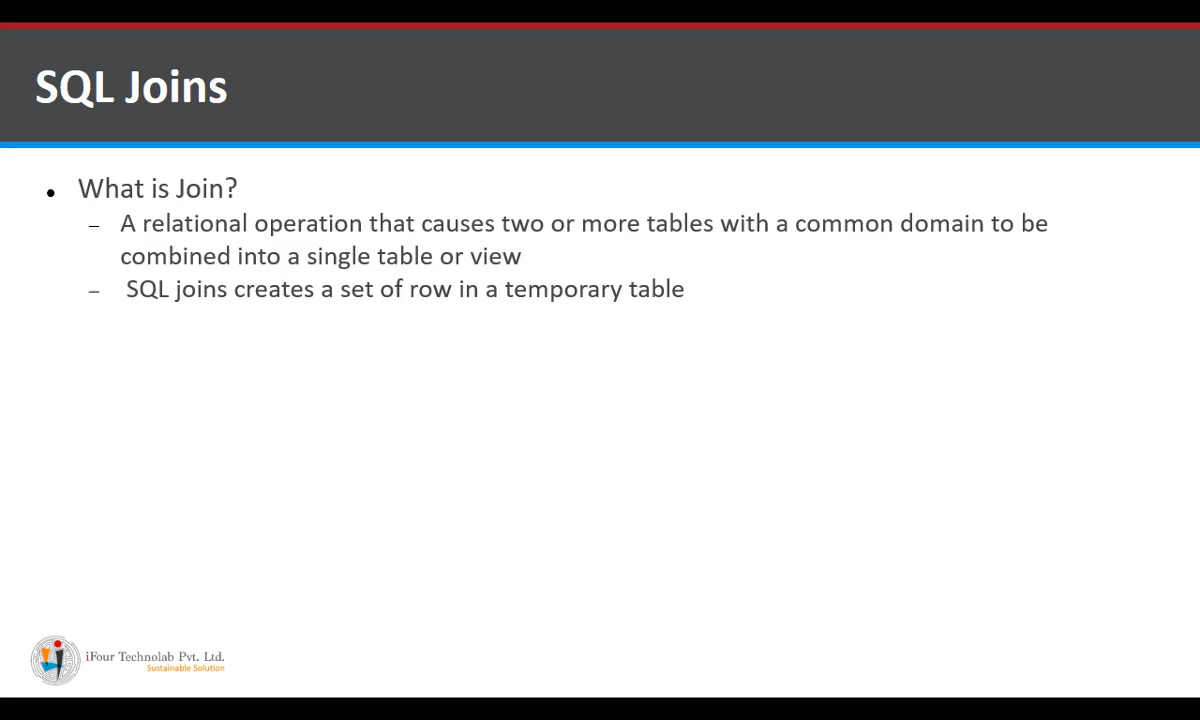 SQL Joins
● What is Join?
– A relational operation that causes two or more tables with a common domain to be
combined into a single table or view
– SQL joins creates a set of row in a temporary table
iFour Technolab Pvt. Ltd.
Sustainable Solution